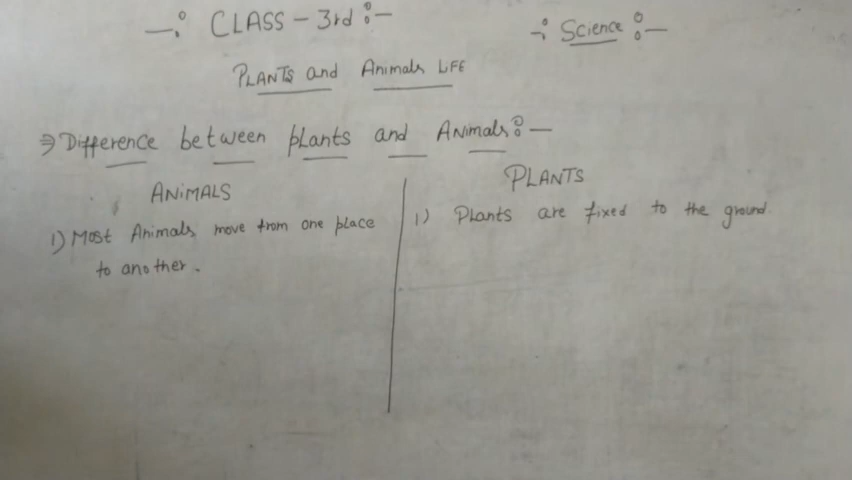 CLASS - 3rd :-
-: Science :-
PLANTS and Animals LIFE
⇒ Difference between plants and Animals :-
ANIMALS
PLANTS
1) Most Animals move from one place
to another.
1) Plants are fixed to the ground.